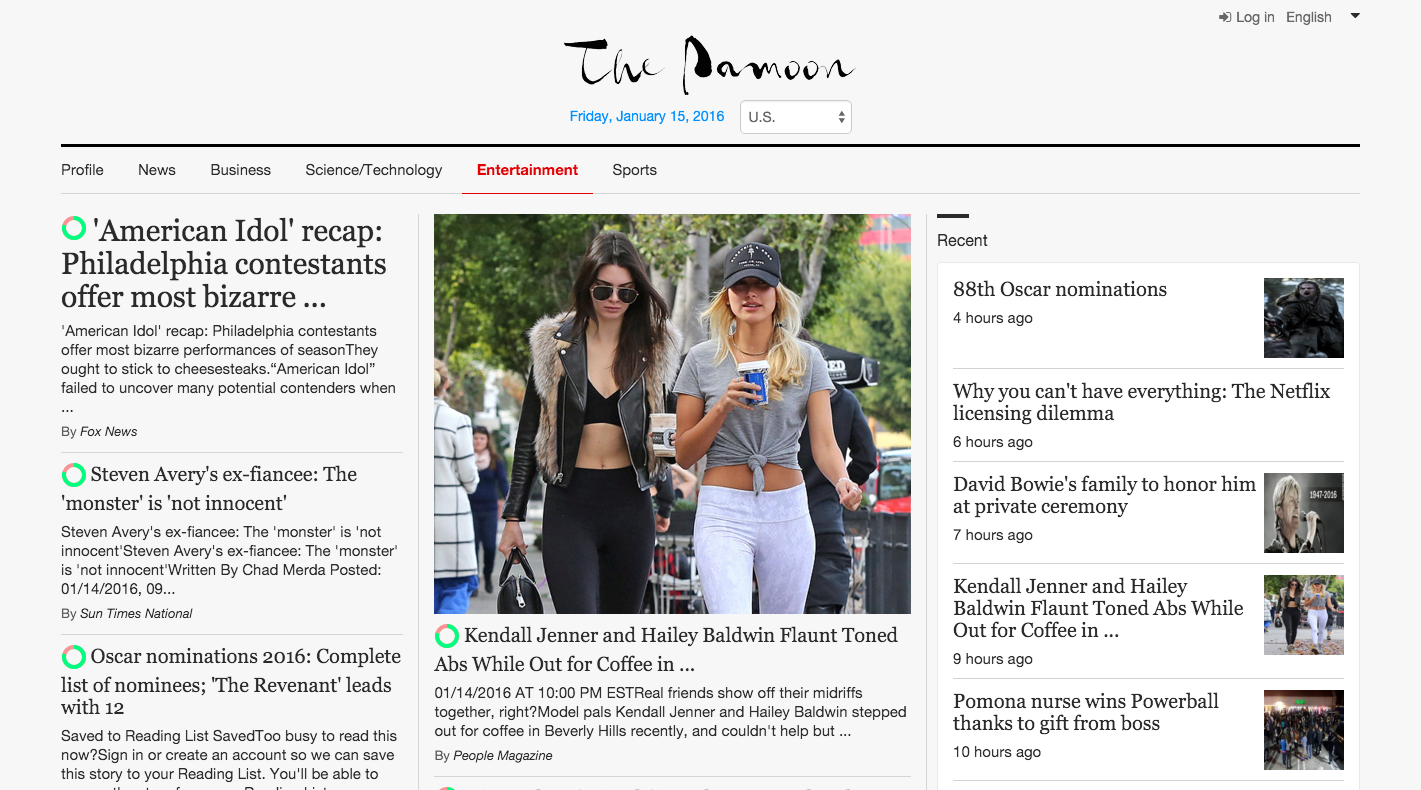 Log in English
The Pamoon
Friday, January 15, 2016 U.S.
Profile News Business Science/Technology Entertainment Sports
'American Idol' recap:
Philadelphia contestants
offer most bizarre ...
'American Idol' recap: Philadelphia contestants
offer most bizarre performances of seasonThey
ought to stick to cheesesteaks.“American Idol”
failed to uncover many potential contenders when
...
By Fox News
Steven Avery's ex-fiancee: The
'monster' is 'not innocent'
Steven Avery's ex-fiancee: The 'monster' is 'not
innocent'Steven Avery's ex-fiancee: The 'monster'
is 'not innocent'Written By Chad Merda Posted:
01/14/2016, 09...
By Sun Times National
Oscar nominations 2016: Complete
list of nominees; 'The Revenant' leads
with 12
Saved to Reading List SavedToo busy to read this
now?Sign in or create an account so we can save
this story to your Reading List. You'll be able to
Kendall Jenner and Hailey Baldwin Flaunt Toned
Abs While Out for Coffee in ...
01/14/2016 AT 10:00 PM ESTReal friends show off their midriffs
together, right?Model pals Kendall Jenner and Hailey Baldwin stepped
out for coffee in Beverly Hills recently, and couldn't help but ...
By People Magazine
Recent
88th Oscar nominations
4 hours ago
Why you can't have everything: The Netflix
licensing dilemma
6 hours ago
David Bowie's family to honor him
at private ceremony
7 hours ago
1947-2016
Kendall Jenner and Hailey
Baldwin Flaunt Toned Abs While
Out for Coffee in ...
9 hours ago
Pomona nurse wins Powerball
thanks to gift from boss
10 hours ago